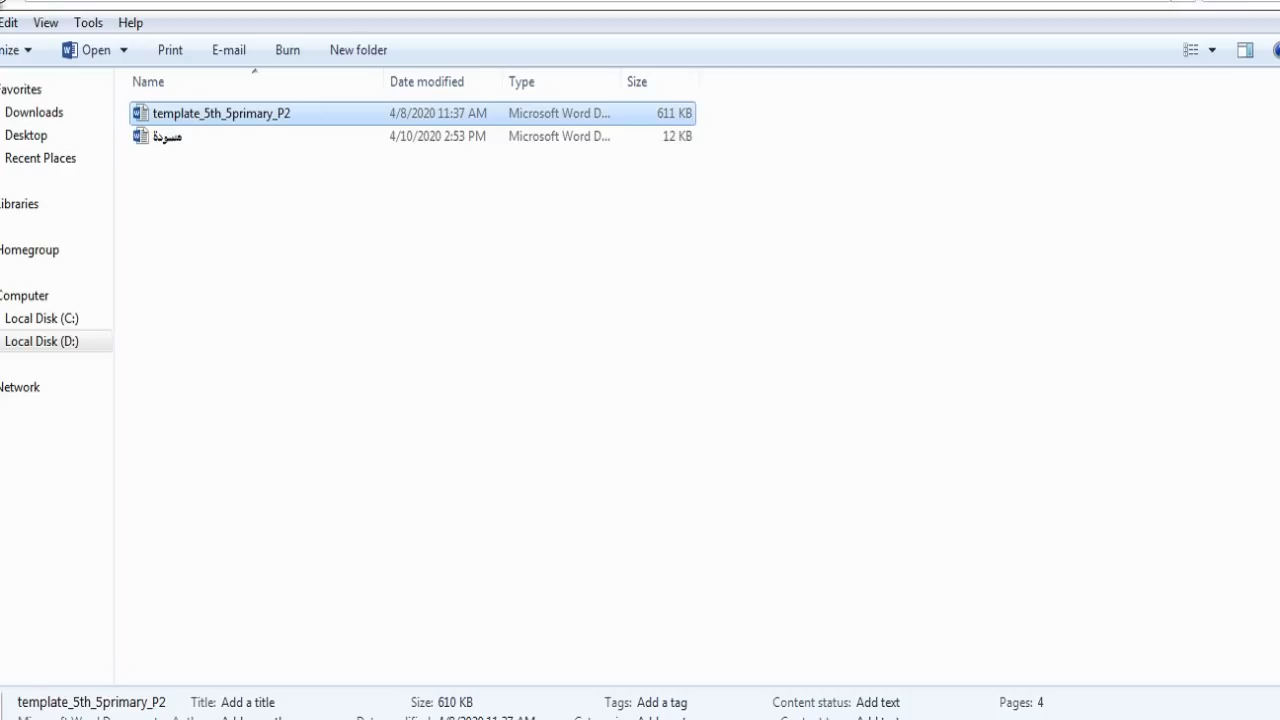 Edit View Tools Help
Open Print E-mail Burn New folder
Name Date modified Type Size
template_5th_5primary_P2 4/8/2020 11:37 AM Microsoft Word D... 611 KB
مسودة 4/10/2020 2:53 PM Microsoft Word D... 12 KB
avorites
Downloads
Desktop
Recent Places
ibraries
Homegroup
Computer
Local Disk (C:)
Local Disk (D:)
Network
template_5th_5primary_P2 Title: Add a title Size: 610 KB Tags: Add a tag Content status: Add text Pages: 4